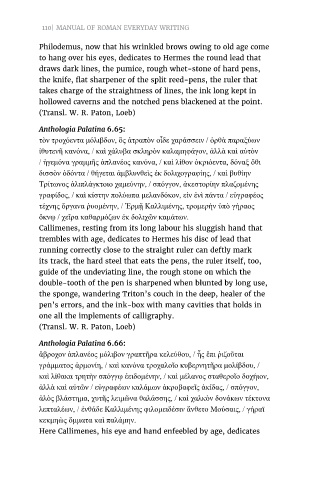 110| MANUAL OF ROMAN EVERYDAY WRITING
Philodemus, now that his wrinkled brows owing to old age come
to hang over his eyes, dedicates to Hermes the round lead that
draws dark lines, the pumice, rough whet-stone of hard pens,
the knife, flat sharpener of the split reed-pens, the ruler that
takes charge of the straightness of lines, the ink long kept in
hollowed caverns and the notched pens blackened at the point.
(Transl. W. R. Paton, Loeb)
Anthologia Palatina 6.65:
τὸν τρυχόεντα μόλιβδον, ὃς ἀτραπὸν οἶδε χαράσσειν / ὀρθὰ παραξύων
ἰθυτενῆ κανόνα, / καὶ χάλυβα σκληρὸν καλαμηφάγον, ἀλλὰ καὶ αὐτὸν
/ ἡγεμόνα γραμμῆς ἀπλανέος κανόνα, / καὶ λίθον ὀκριόεντα, δόναξ ὅθι
δισσὸν ὀδόντα / θήγεται ἀμβλυνθεὶς ἐκ δολιχογραφίης, / καὶ βυθίην
Τρίτωνος ἁλιπλάγκτοιο χαμεύνην, / σπόγγον, ἀκεστορίην πλαζομένης
γραφίδος, / καὶ κίστην πολύωπα μελανδόκον, εἰν ἑνὶ πάντα / εὐγραφέος
τέχνης ὄργανα ῥυομένην, / Ἑρμῇ Καλλιμένης, τρομερὴν ὑπὸ γήραος
ὄκνῳ / χεῖρα καθαρμόζων ἐκ δολιχῶν καμάτων.
Callimenes, resting from its long labour his sluggish hand that
trembles with age, dedicates to Hermes his disc of lead that
running correctly close to the straight ruler can deftly mark
its track, the hard steel that eats the pens, the ruler itself, too,
guide of the undeviating line, the rough stone on which the
double-tooth of the pen is sharpened when blunted by long use,
the sponge, wandering Triton’s couch in the deep, healer of the
pen’s errors, and the ink-box with many cavities that holds in
one all the implements of calligraphy.
(Transl. W. R. Paton, Loeb)
Anthologia Palatina 6.66:
ἄβροχον ἀπλανέος μόλιβον γραπτῆρα κελεύθου, / ἧς ἔπι ῥιζοῦται
γράμματος ἁρμονίη, / καὶ κανόνα τροχαλοῖο κυβερνητῆρα μολίβδου, /
καὶ λίθακα τρητὴν σπόγγῳ ἐειδομένην, / καὶ μέλανος σταθεροῖο δοχήιον,
ἀλλὰ καὶ αὐτῶν / εὐγραφέων καλάμων ἀκροβαφεῖς ἀκίδας, / σπόγγον,
ἁλὸς βλάστημα, χυτῆς λειμῶνα θαλάσσης, / καὶ χαλκὸν δονάκων τέκτονα
λεπταλέων, / ἐνθάδε Καλλιμένης φιλομειδέσιν ἄνθετο Μούσαις, / γήραϊ
κεκμηὼς ὄμματα καὶ παλάμην.
Here Callimenes, his eye and hand enfeebled by age, dedicates